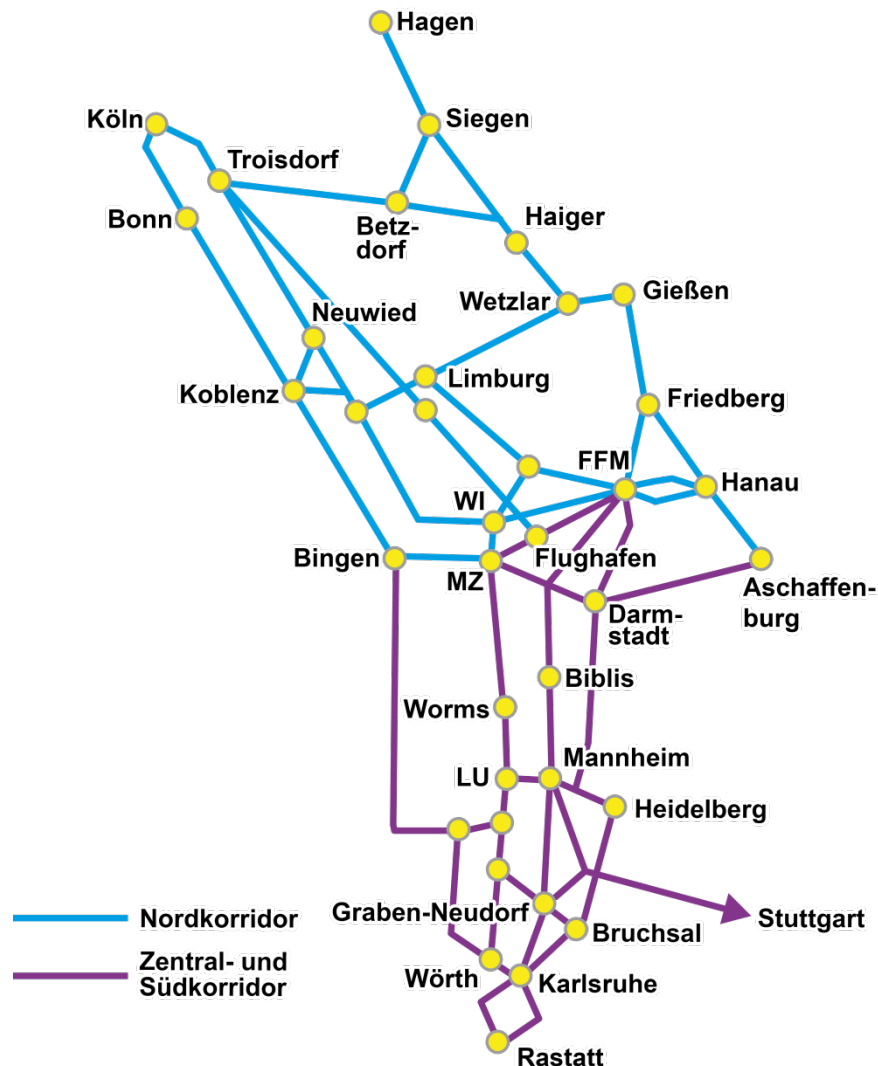 Hagen
Köln
Siegen
Troisdorf
Bonn
Betz-
dorf
Haiger
Wetzlar
Gießen
Neuwied
Koblenz
Limburg
Friedberg
FFM
Hanau
WI
Bingen
MZ
Flughafen
Aschaffen-
burg
Darm-
stadt
Biblis
Worms
LU
Mannheim
Heidelberg
Graben-Neudorf
Stuttgart
Bruchsal
Nordkorridor
Zentral- und
Südkorridor
Wörth
Karlsruhe
Rastatt